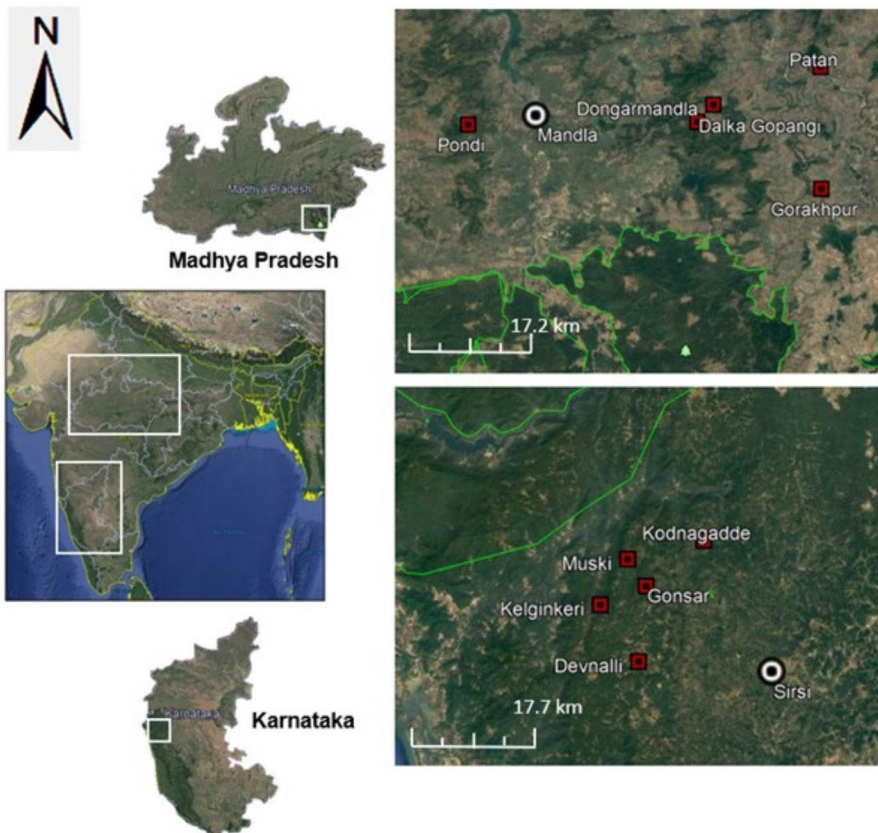 N
Madhya Pradesh
Madhya Pradesh
Karnataka
Karnataka
Patan
Dongarmandla
Dalka Gopangi
Pondi
Mandla
Gorakhpur
17.2 km
Kodnagadde
Muski
Gonsar
Kelginkeri
Devnalli
Sirsi
17.7 km